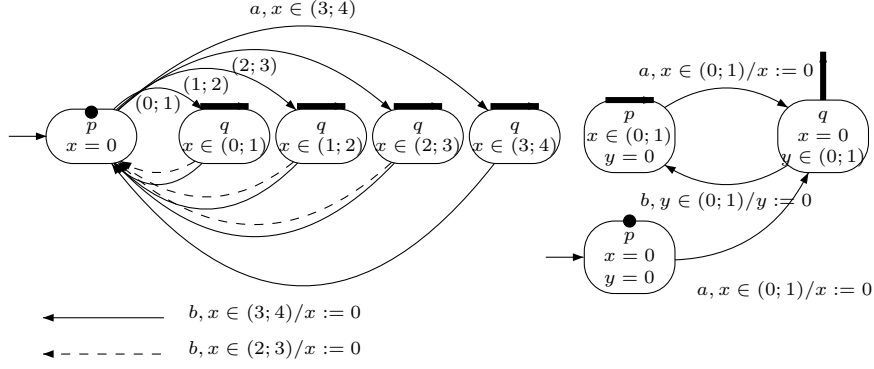 a, x ∈ (3; 4)
(2; 3)
(1; 2)
(0; 1)
p
x = 0
q
x ∈ (0; 1)
q
x ∈ (1; 2)
q
x ∈ (2; 3)
q
x ∈ (3; 4)
b, x ∈ (3; 4)/x := 0
b, x ∈ (2; 3)/x := 0
a, x ∈ (0; 1)/x := 0
p
x ∈ (0; 1)
y = 0
q
x = 0
y ∈ (0; 1)
b, y ∈ (0; 1)/y := 0
p
x = 0
y = 0
a, x ∈ (0; 1)/x := 0